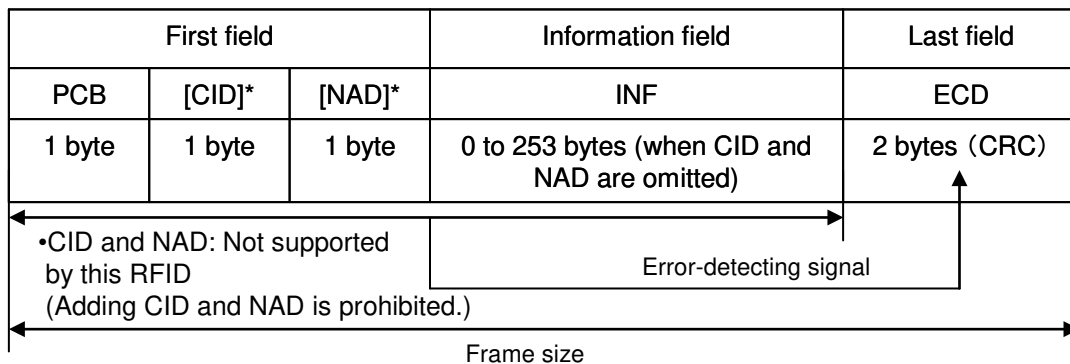 First field Information field Last field
PCB [CID]* [NAD]* INF ECD
1 byte 1 byte 1 byte 0 to 253 bytes (when CID and NAD are omitted) 2 bytes（CRC）
•CID and NAD: Not supported
by this RFID
(Adding CID and NAD is prohibited.)
Error-detecting signal
Frame size